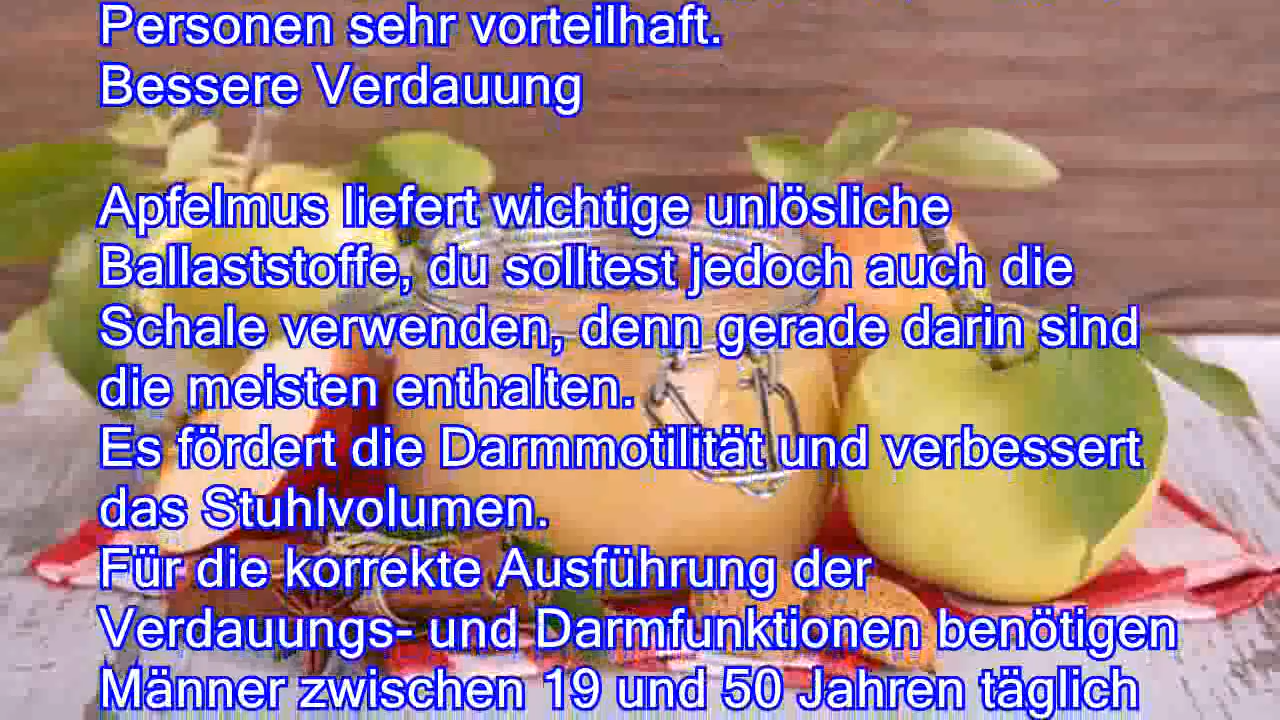 Personen sehr vorteilhaft.
Bessere Verdauung
Apfelmus liefert wichtige unlösliche
Ballaststoffe, du solltest jedoch auch die
Schale verwenden, denn gerade darin sind
die meisten enthalten.
Es fördert die Darmmotilität und verbessert
das Stuhlvolumen.
Für die korrekte Ausführung der
Verdauungs- und Darmfunktionen benötigen
Männer zwischen 19 und 50 Jahren täglich